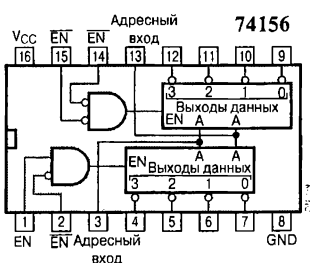 Адресный 74156
VCC EN EN вход
16 15 14 13 12 11 10 9
3 2 1 0
Выходы данных
EN A A
A A
EN Выходы данных
3 2 1 0
1 2 3 4 5 6 7 8
EN EN Адресный GND
вход